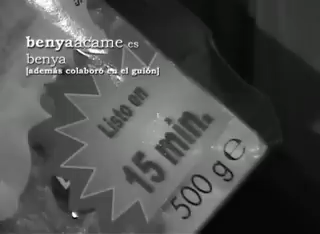 benyaacame es
benya
[además colaboró en el guión]
Listo en
15 min.
500 g e